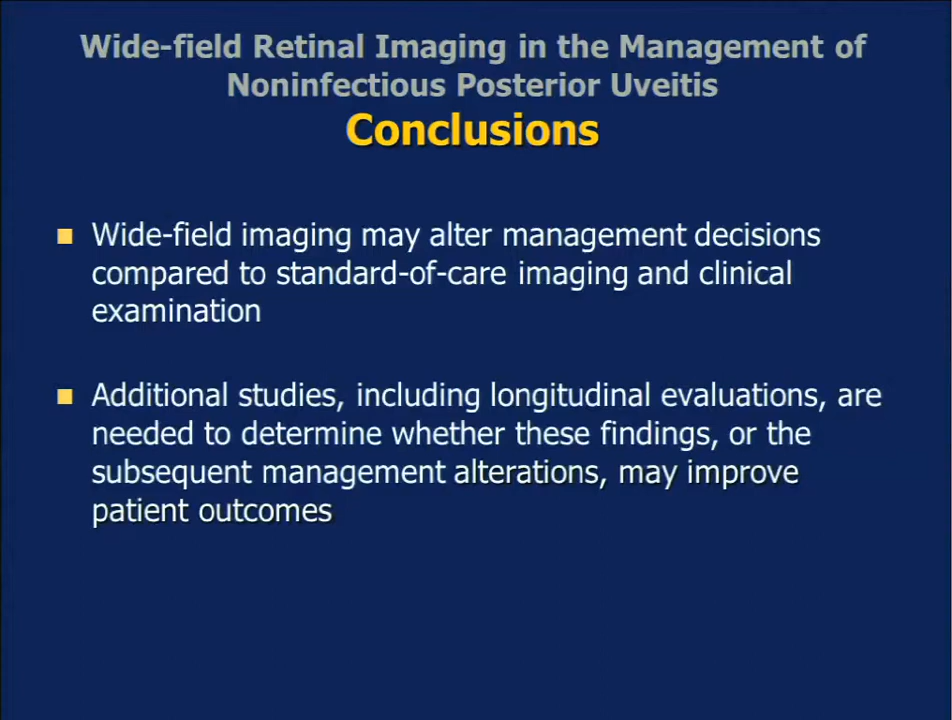 Wide-field Retinal Imaging in the Management of
Noninfectious Posterior Uveitis
Conclusions
Wide-field imaging may alter management decisions
compared to standard-of-care imaging and clinical
examination
Additional studies, including longitudinal evaluations, are
needed to determine whether these findings, or the
subsequent management alterations, may improve
patient outcomes